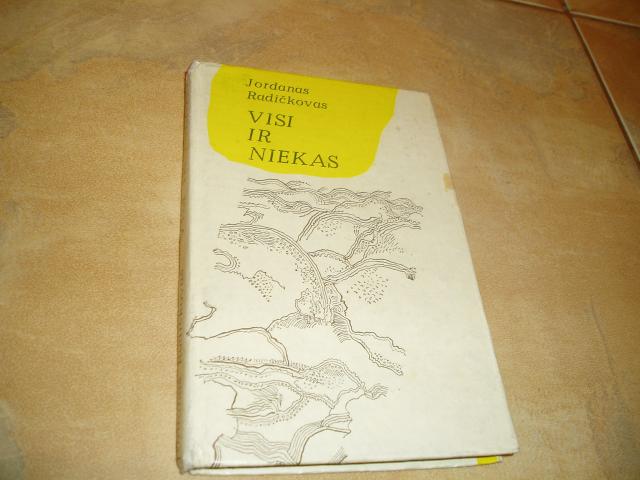 Jordanas
Radičkovas
VISI
IR
NIEKAS